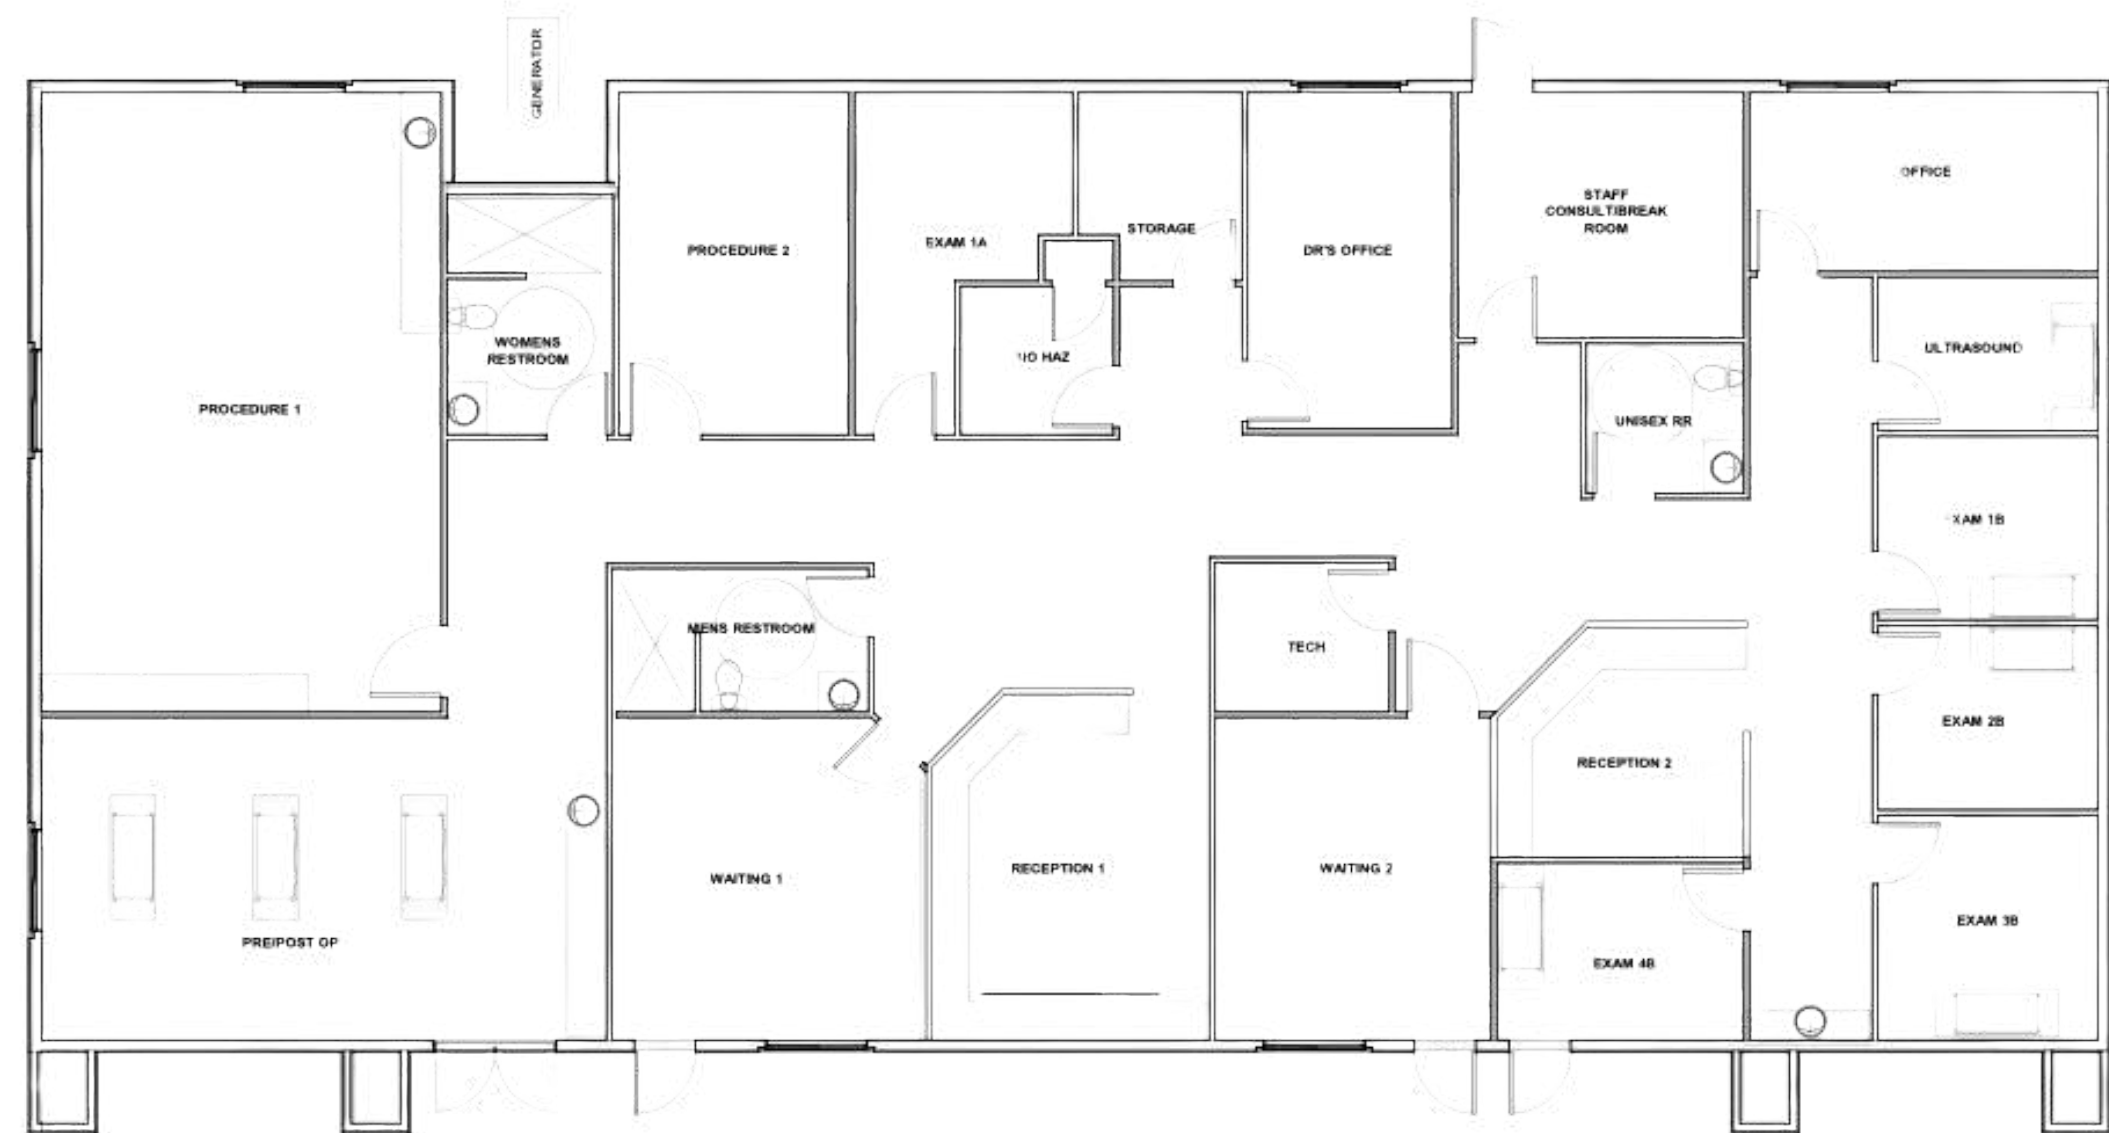 GENERATOR
OFFICE
STAFF
CONSULT/BREAK
ROOM
STORAGE
EXAM 1A
PROCEDURE 2
DR'S OFFICE
WOMENS
RESTROOM
IO HAZ
ULTRASOUND
PROCEDURE 1
UNISEX RR
XAM 1B
MENS RESTROOM
TECH
EXAM 2B
RECEPTION 2
WAITING 1
RECEPTION 1
WAITING 2
EXAM 3B
PRE/POST OP
EXAM 4B